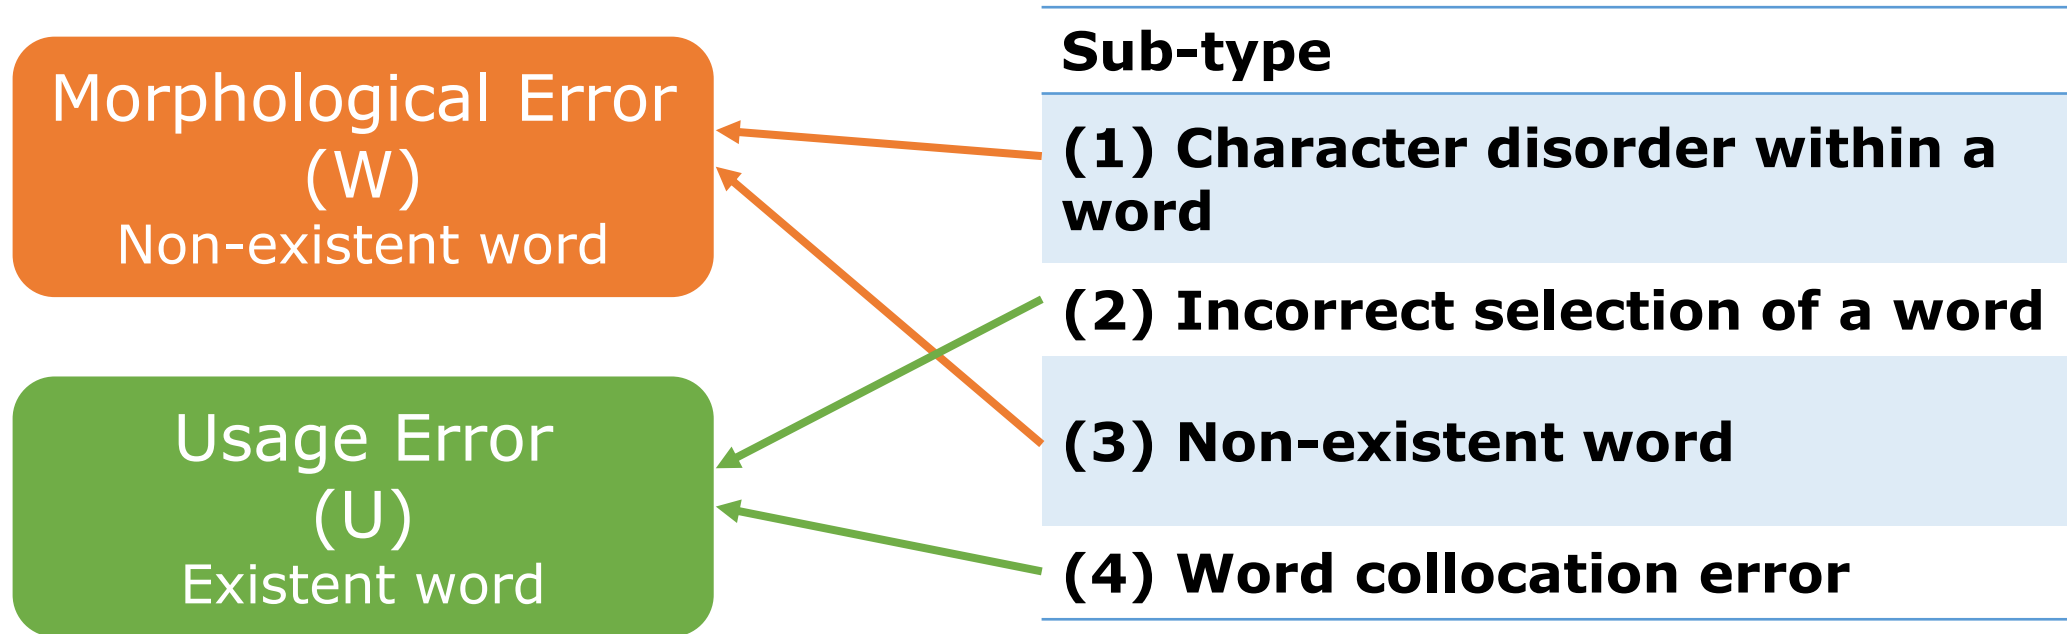 Morphological Error
(W)
Non-existent word
Usage Error
(U)
Existent word
Sub-type
(1) Character disorder within a
word
(2) Incorrect selection of a word
(3) Non-existent word
(4) Word collocation error